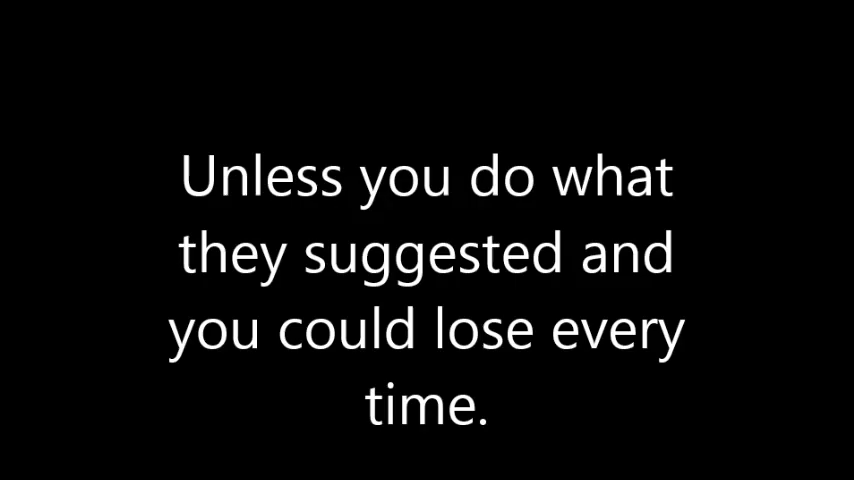 Unless you do what
they suggested and
you could lose every
time.